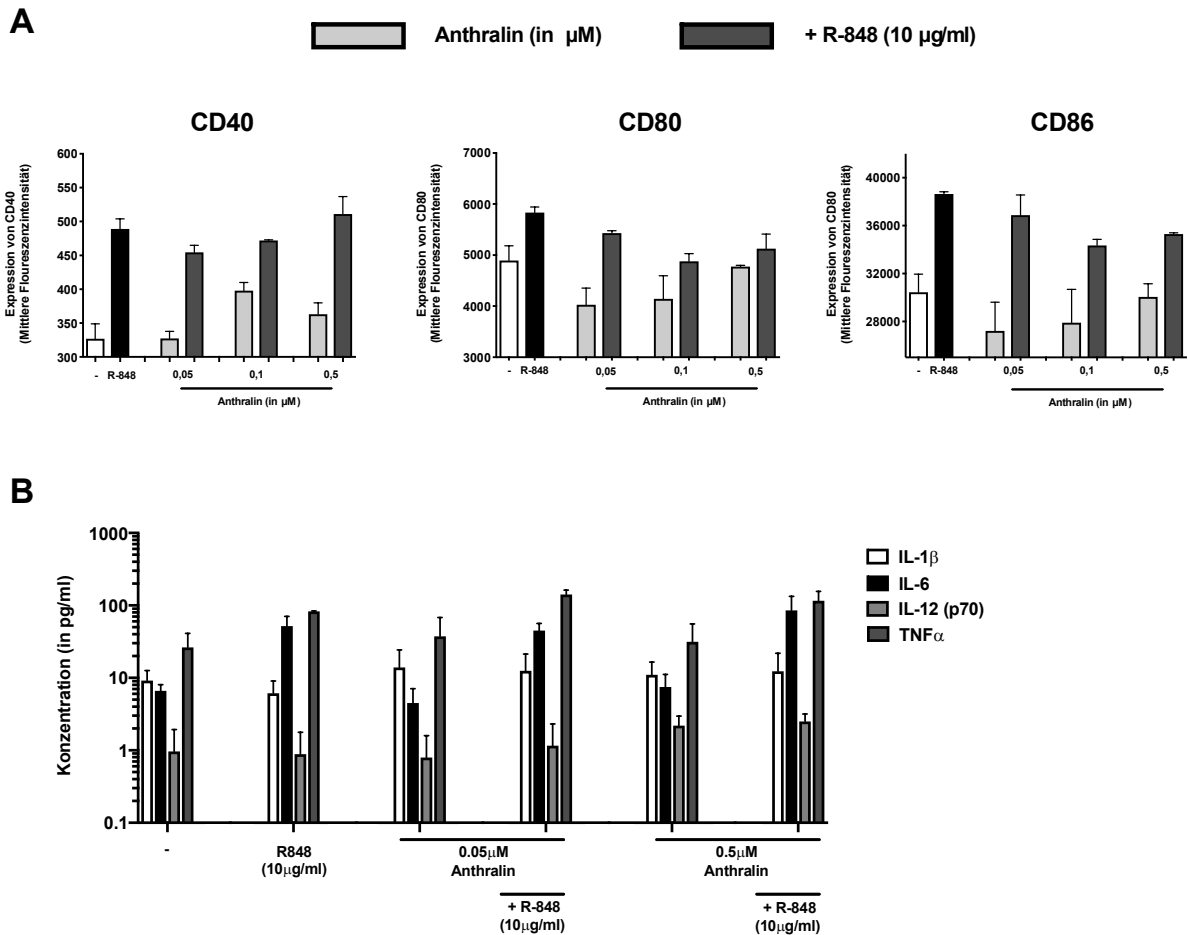 A
Anthralin (in µM)
+ R-848 (10 µg/ml)
CD40
Expression von CD40
(Mittlere Floureszenzintensität)
600
550
500
450
400
350
300
- R-848 0,05 0,1 0,5
Anthralin (in µM)
CD80
Expression von CD80
(Mittlere Floureszenzintensität)
7000
6000
5000
4000
3000
- R-848 0,05 0,1 0,5
Anthralin (in µM)
CD86
Expression von CD80
(Mittlere Floureszenzintensität)
40000
36000
32000
28000
- R-848 0,05 0,1 0,5
Anthralin (in µM)
B
Konzentration (in pg/ml)
1000
100
10
1
0.1
- R848 0.05µM 0.5µM
(10µg/ml) Anthralin Anthralin
+ R-848 + R-848
(10µg/ml) (10µg/ml)
IL-1β
IL-6
IL-12 (p70)
TNFα